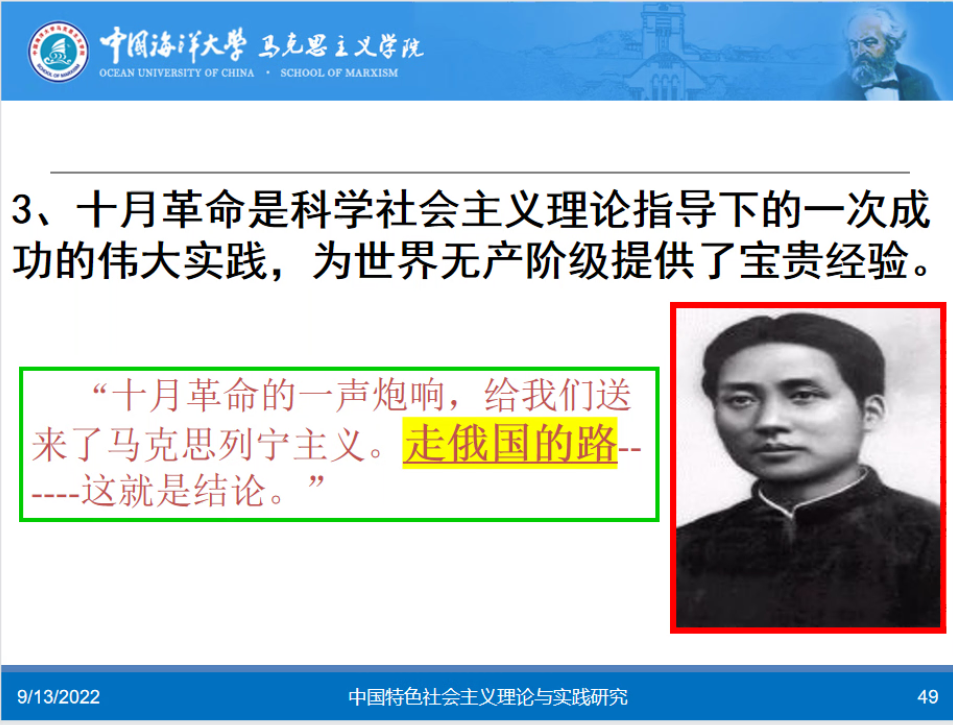 中国海洋大学 马克思主义学院
OCEAN UNIVERSITY OF CHINA · SCHOOL OF MARXISM
3、十月革命是科学社会主义理论指导下的一次成
功的伟大实践，为世界无产阶级提供了宝贵经验。
“十月革命的一声炮响，给我们送
来了马克思列宁主义。走俄国的路--
----这就是结论。”
9/13/2022
中国特色社会主义理论与实践研究
49